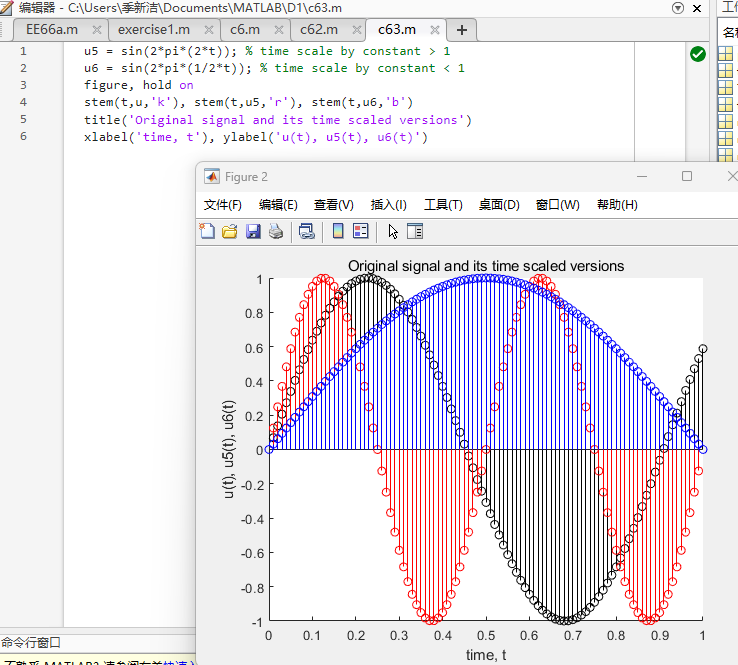 编辑器 - C:\Users\季新洁\Documents\MATLAB\D1\c63.m
EE66a.m exercise1.m c6.m c62.m c63.m +
名称
1 u5 = sin(2*pi*(2*t)); % time scale by constant > 1
2 u6 = sin(2*pi*(1/2*t)); % time scale by constant < 1
3 figure, hold on
4 stem(t,u,'k'), stem(t,u5,'r'), stem(t,u6,'b')
5 title('Original signal and its time scaled versions')
6 xlabel('time, t'), ylabel('u(t), u5(t), u6(t)')
Figure 2
文件(F) 编辑(E) 查看(V) 插入(I) 工具(T) 桌面(D) 窗口(W) 帮助(H)
Original signal and its time scaled versions
1
0.8
0.6
0.4
0.2
0
-0.2
-0.4
-0.6
-0.8
-1
u(t), u5(t), u6(t)
0 0.1 0.2 0.3 0.4 0.5 0.6 0.7 0.8 0.9 1
time, t
命令行窗口